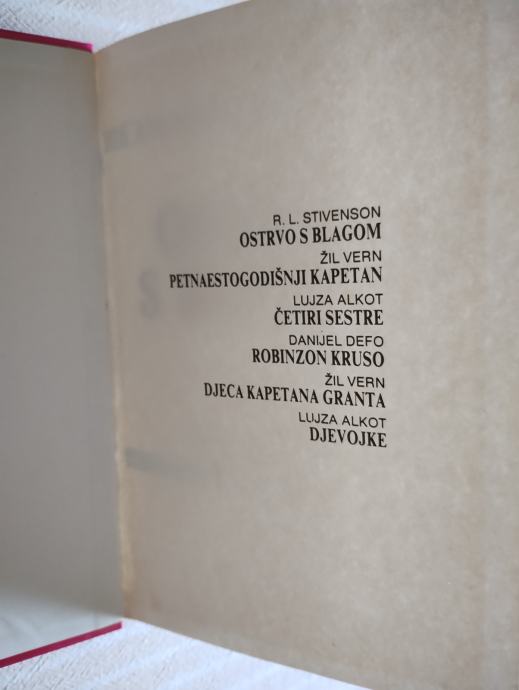 R. L. STIVENSON
OSTRVO S BLAGOM
ŽIL VERN
PETNAESTOGODIŠNJI KAPETAN
LUJZA ALKOT
ČETIRI SESTRE
DANIJEL DEFO
ROBINZON KRUSO
ŽIL VERN
DJECA KAPETANA GRANTA
LUJZA ALKOT
DJEVOJKE